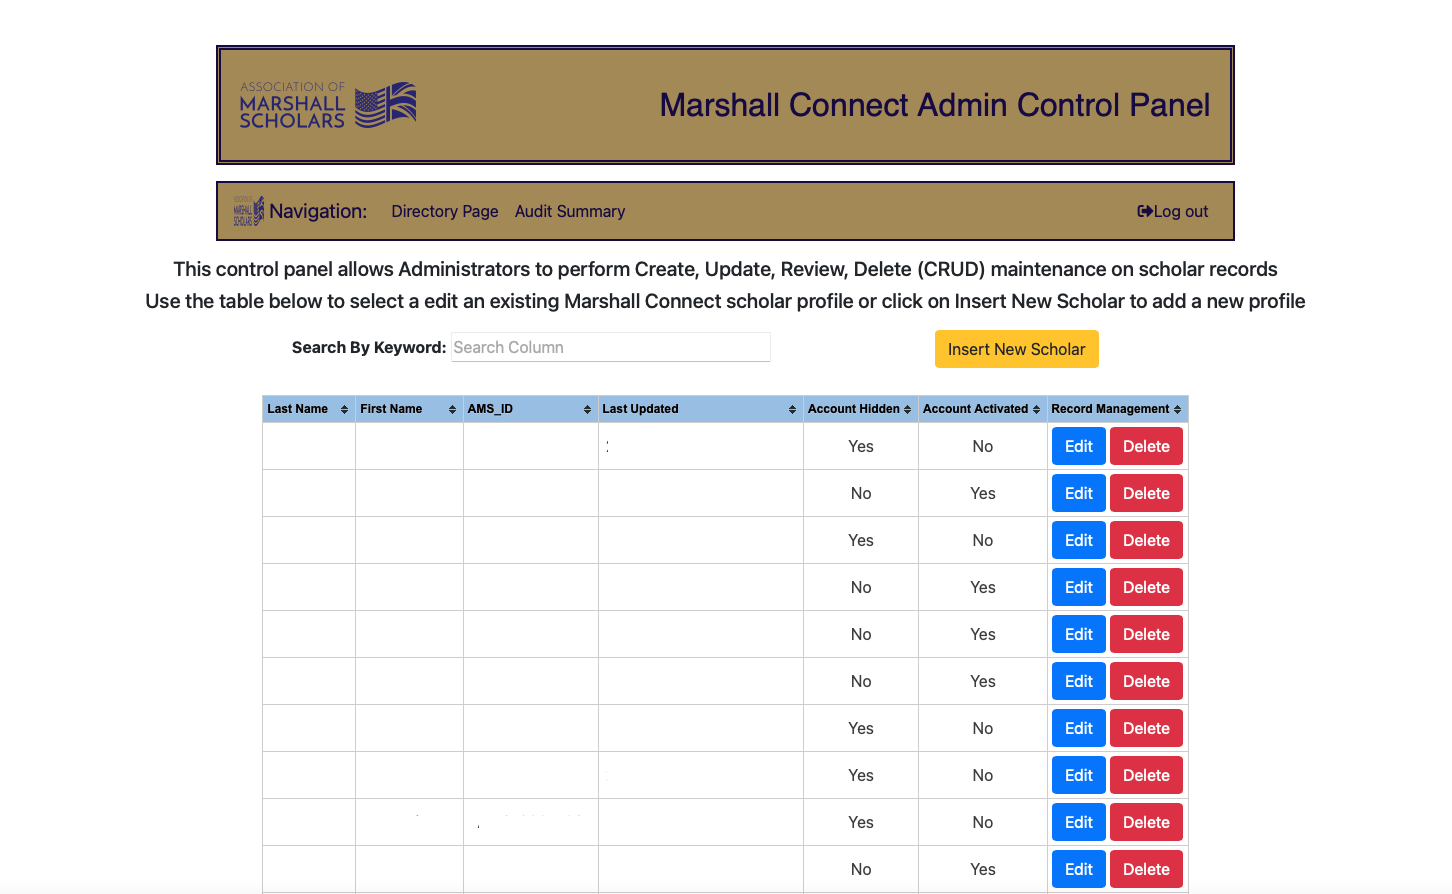 ASSOCIATION OF
MARSHALL
SCHOLARS
Marshall Connect Admin Control Panel
ASSOCIATION OF
MARSHALL
SCHOLARS
Navigation: Directory Page Audit Summary Log out
This control panel allows Administrators to perform Create, Update, Review, Delete (CRUD) maintenance on scholar records
Use the table below to select a edit an existing Marshall Connect scholar profile or click on Insert New Scholar to add a new profile
Search By Keyword: Search Column Insert New Scholar
Last Name First Name AMS_ID Last Updated Account Hidden Account Activated Record Management
Yes No Edit Delete
No Yes Edit Delete
Yes No Edit Delete
No Yes Edit Delete
No Yes Edit Delete
No Yes Edit Delete
Yes No Edit Delete
Yes No Edit Delete
Yes No Edit Delete
No Yes Edit Delete